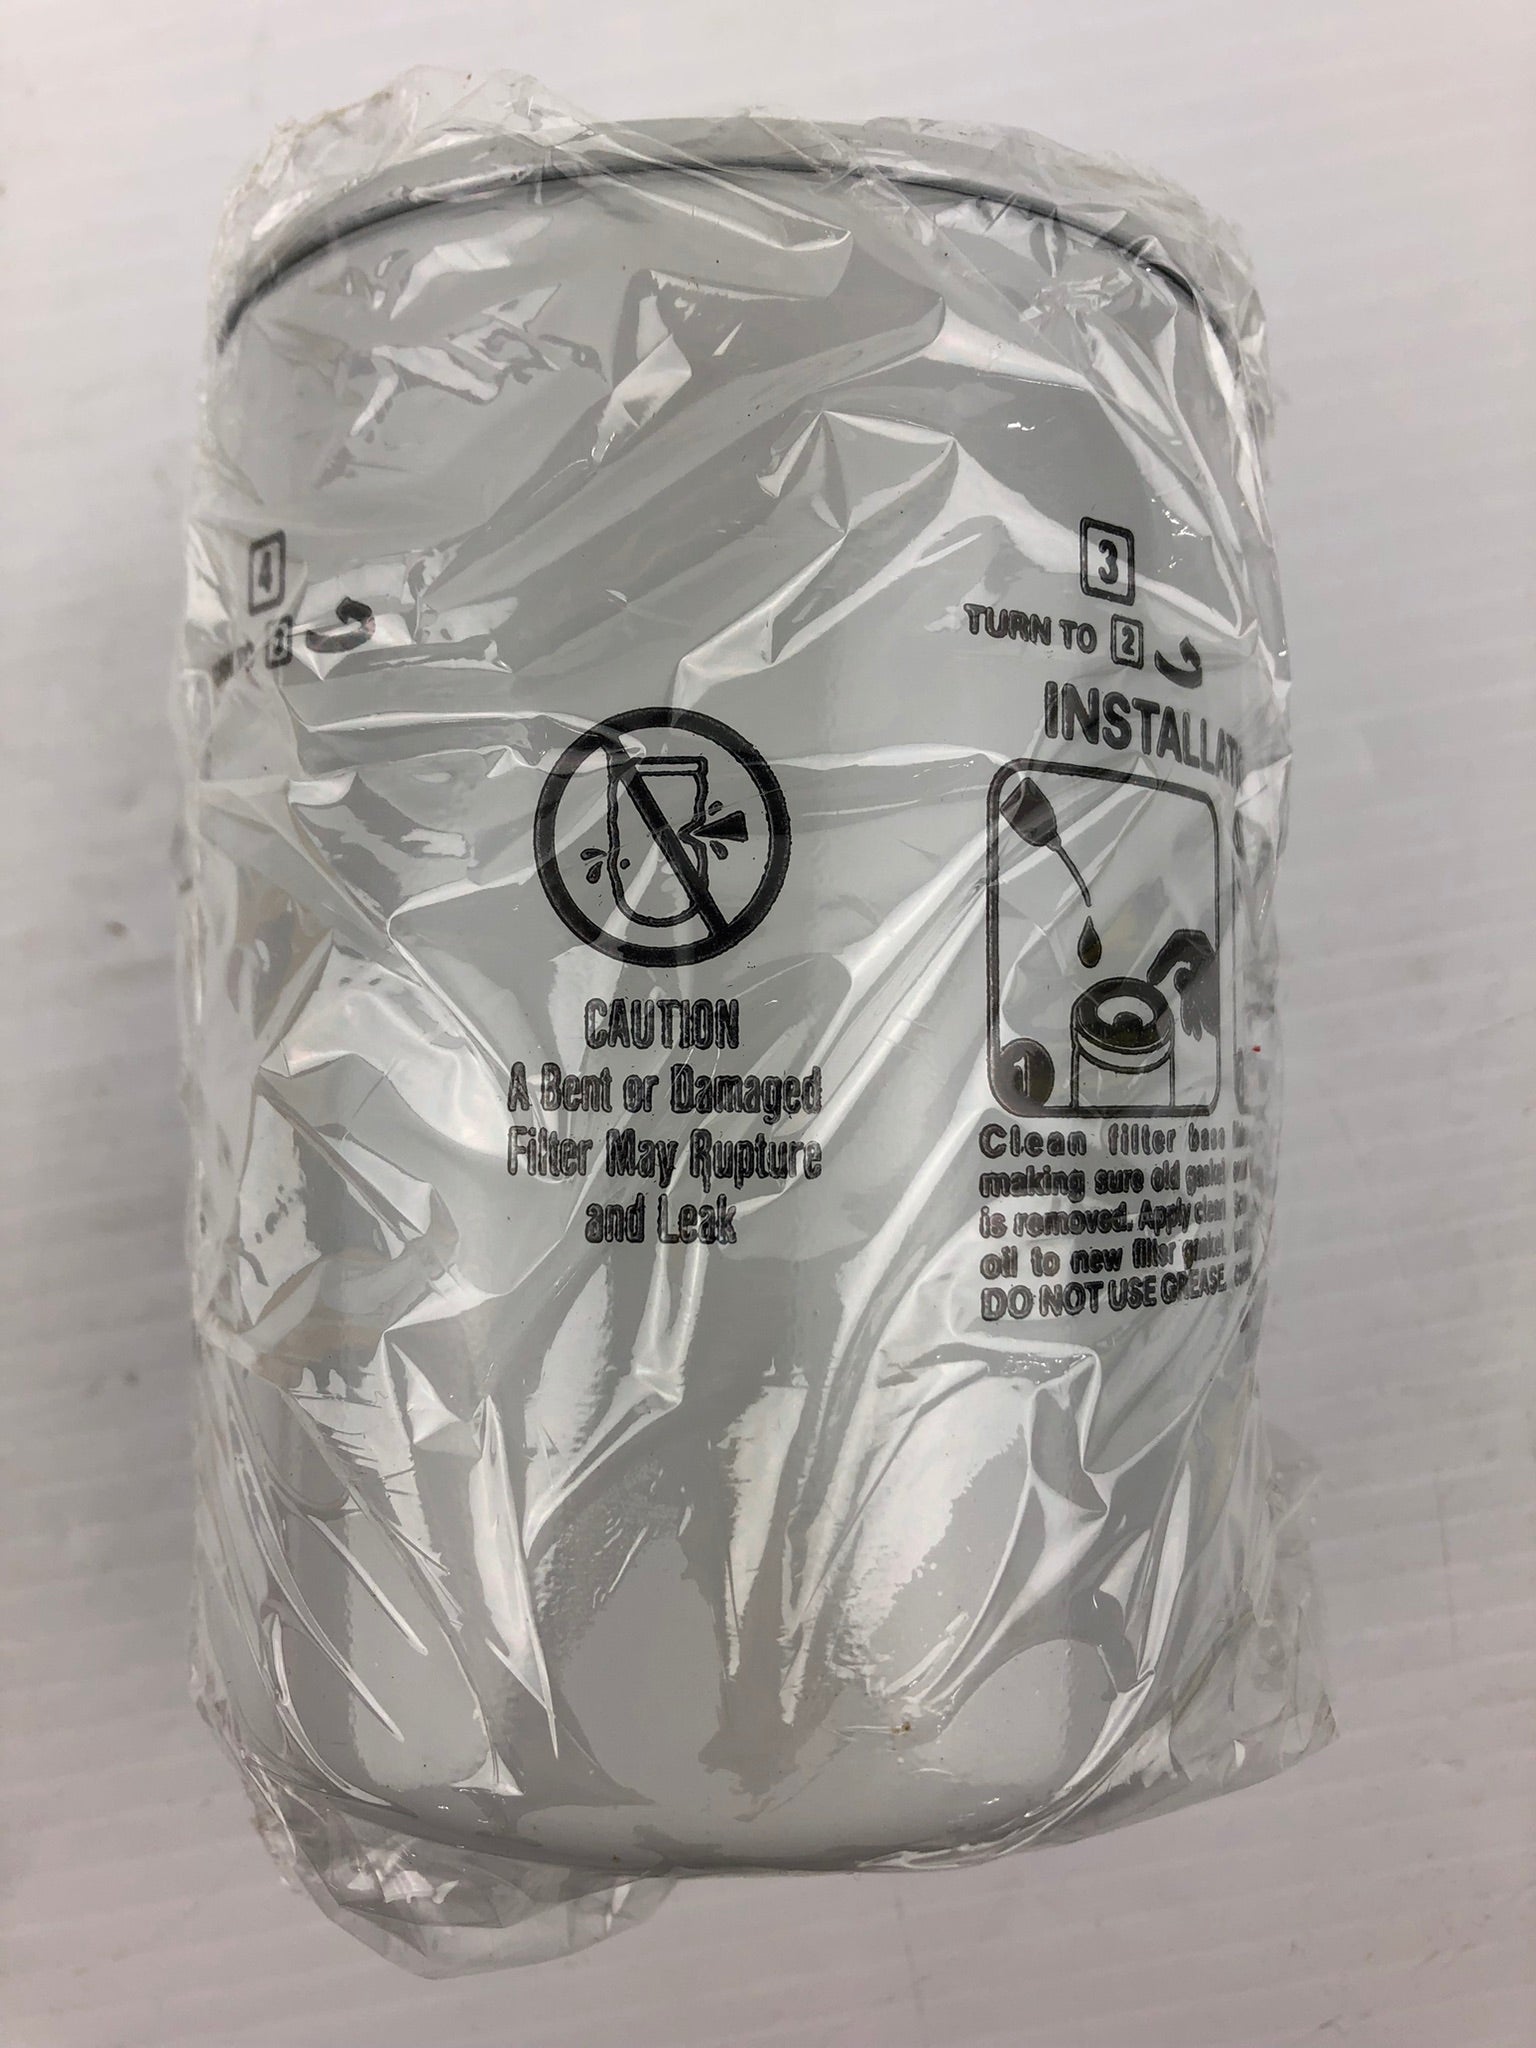 4
2
CAUTION
A Bent or Damaged
Filter May Rupture
and Leak
3
TURN TO 2
INSTALLAT
1
Clean filter base
making sure old gasket
is removed. Apply clean
oil to new filter gasket.
DO NOT USE GREASE